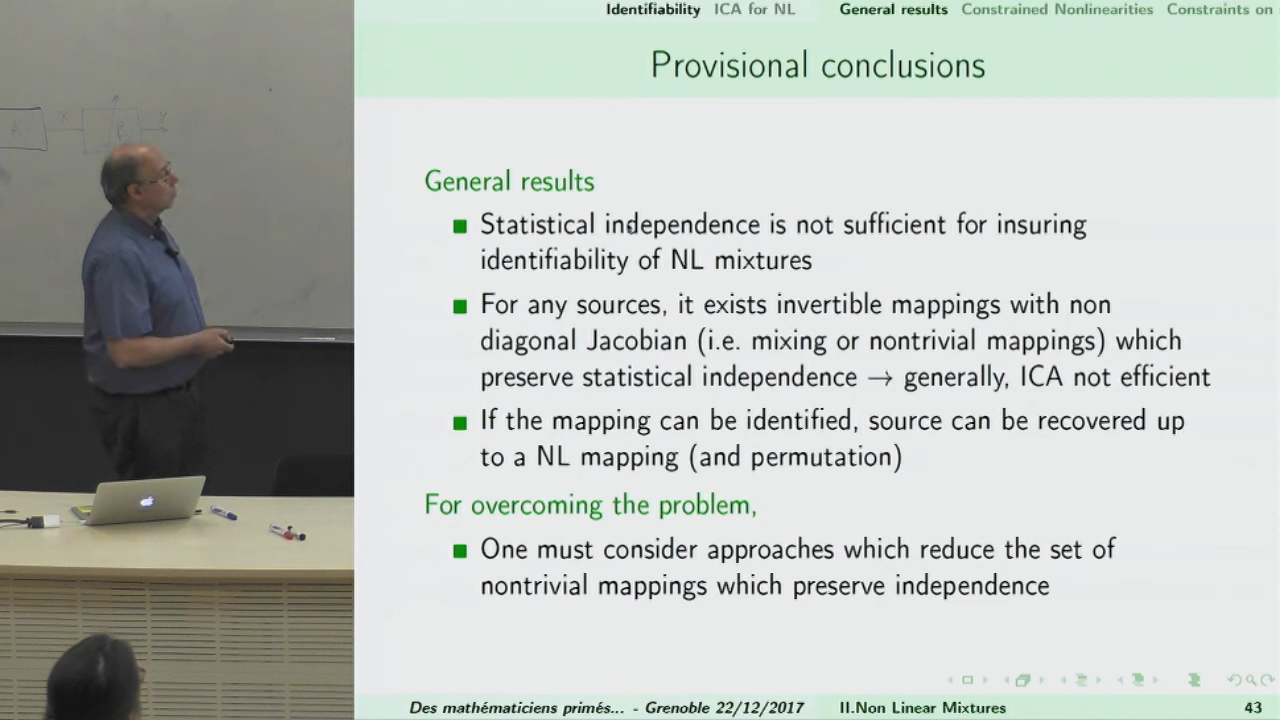 Identifiability ICA for NL General results Constrained Nonlinearities Constraints on
Provisional conclusions
A
x
B
y
General results
Statistical independence is not sufficient for insuring
identifiability of NL mixtures
For any sources, it exists invertible mappings with non
diagonal Jacobian (i.e. mixing or nontrivial mappings) which
preserve statistical independence → generally, ICA not efficient
If the mapping can be identified, source can be recovered up
to a NL mapping (and permutation)
For overcoming the problem,
One must consider approaches which reduce the set of
nontrivial mappings which preserve independence
Des mathématiciens primés... - Grenoble 22/12/2017 II.Non Linear Mixtures 43